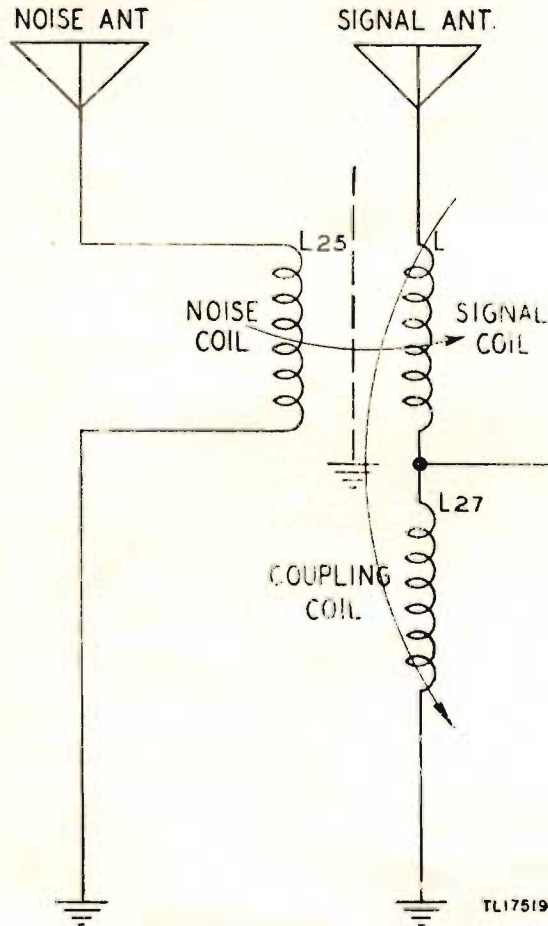 NOISE ANT
SIGNAL ANT.
L25
L
NOISE
COIL
SIGNAL
COIL
L27
COUPLING
COIL
TL17519